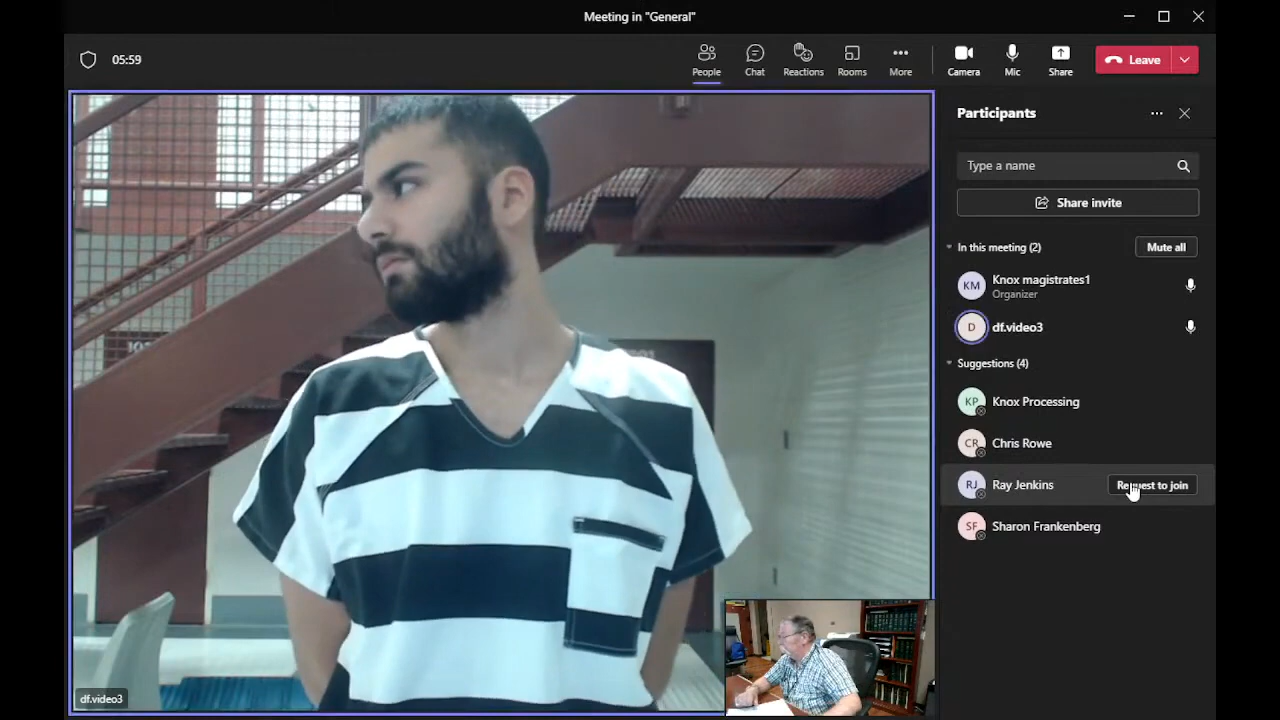 Meeting in "General"
05:59
People
Chat
Reactions
Rooms
More
Camera
Mic
Share
Leave
Participants
Type a name
Share invite
In this meeting (2)
Mute all
KM
Knox magistrates1
Organizer
D
df.video3
Suggestions (4)
KP
Knox Processing
CR
Chris Rowe
RJ
Ray Jenkins
Request to join
SF
Sharon Frankenberg
df.video3